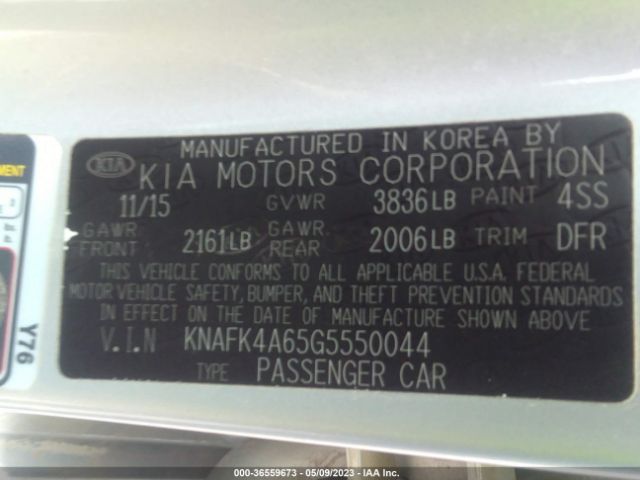 MANUFACTURED IN KOREA BY
KIA KIA MOTORS CORPORATION
11/15 GVWR 3836LB PAINT 4SS
GAWR. FRONT 2161LB GAWR. REAR 2006LB TRIM DFR
THIS VEHICLE CONFORMS TO ALL APPLICABLE U.S.A. FEDERAL
MOTOR VEHICLE SAFETY, BUMPER, AND THEFT PREVENTION STANDARDS
IN EFFECT ON THE DATE OF MANUFACTURE SHOWN ABOVE
V.I.N KNAFK4A65G5550044
TYPE PASSENGER CAR
Y76
000-36559673 - 05/09/2023 - IAA Inc.